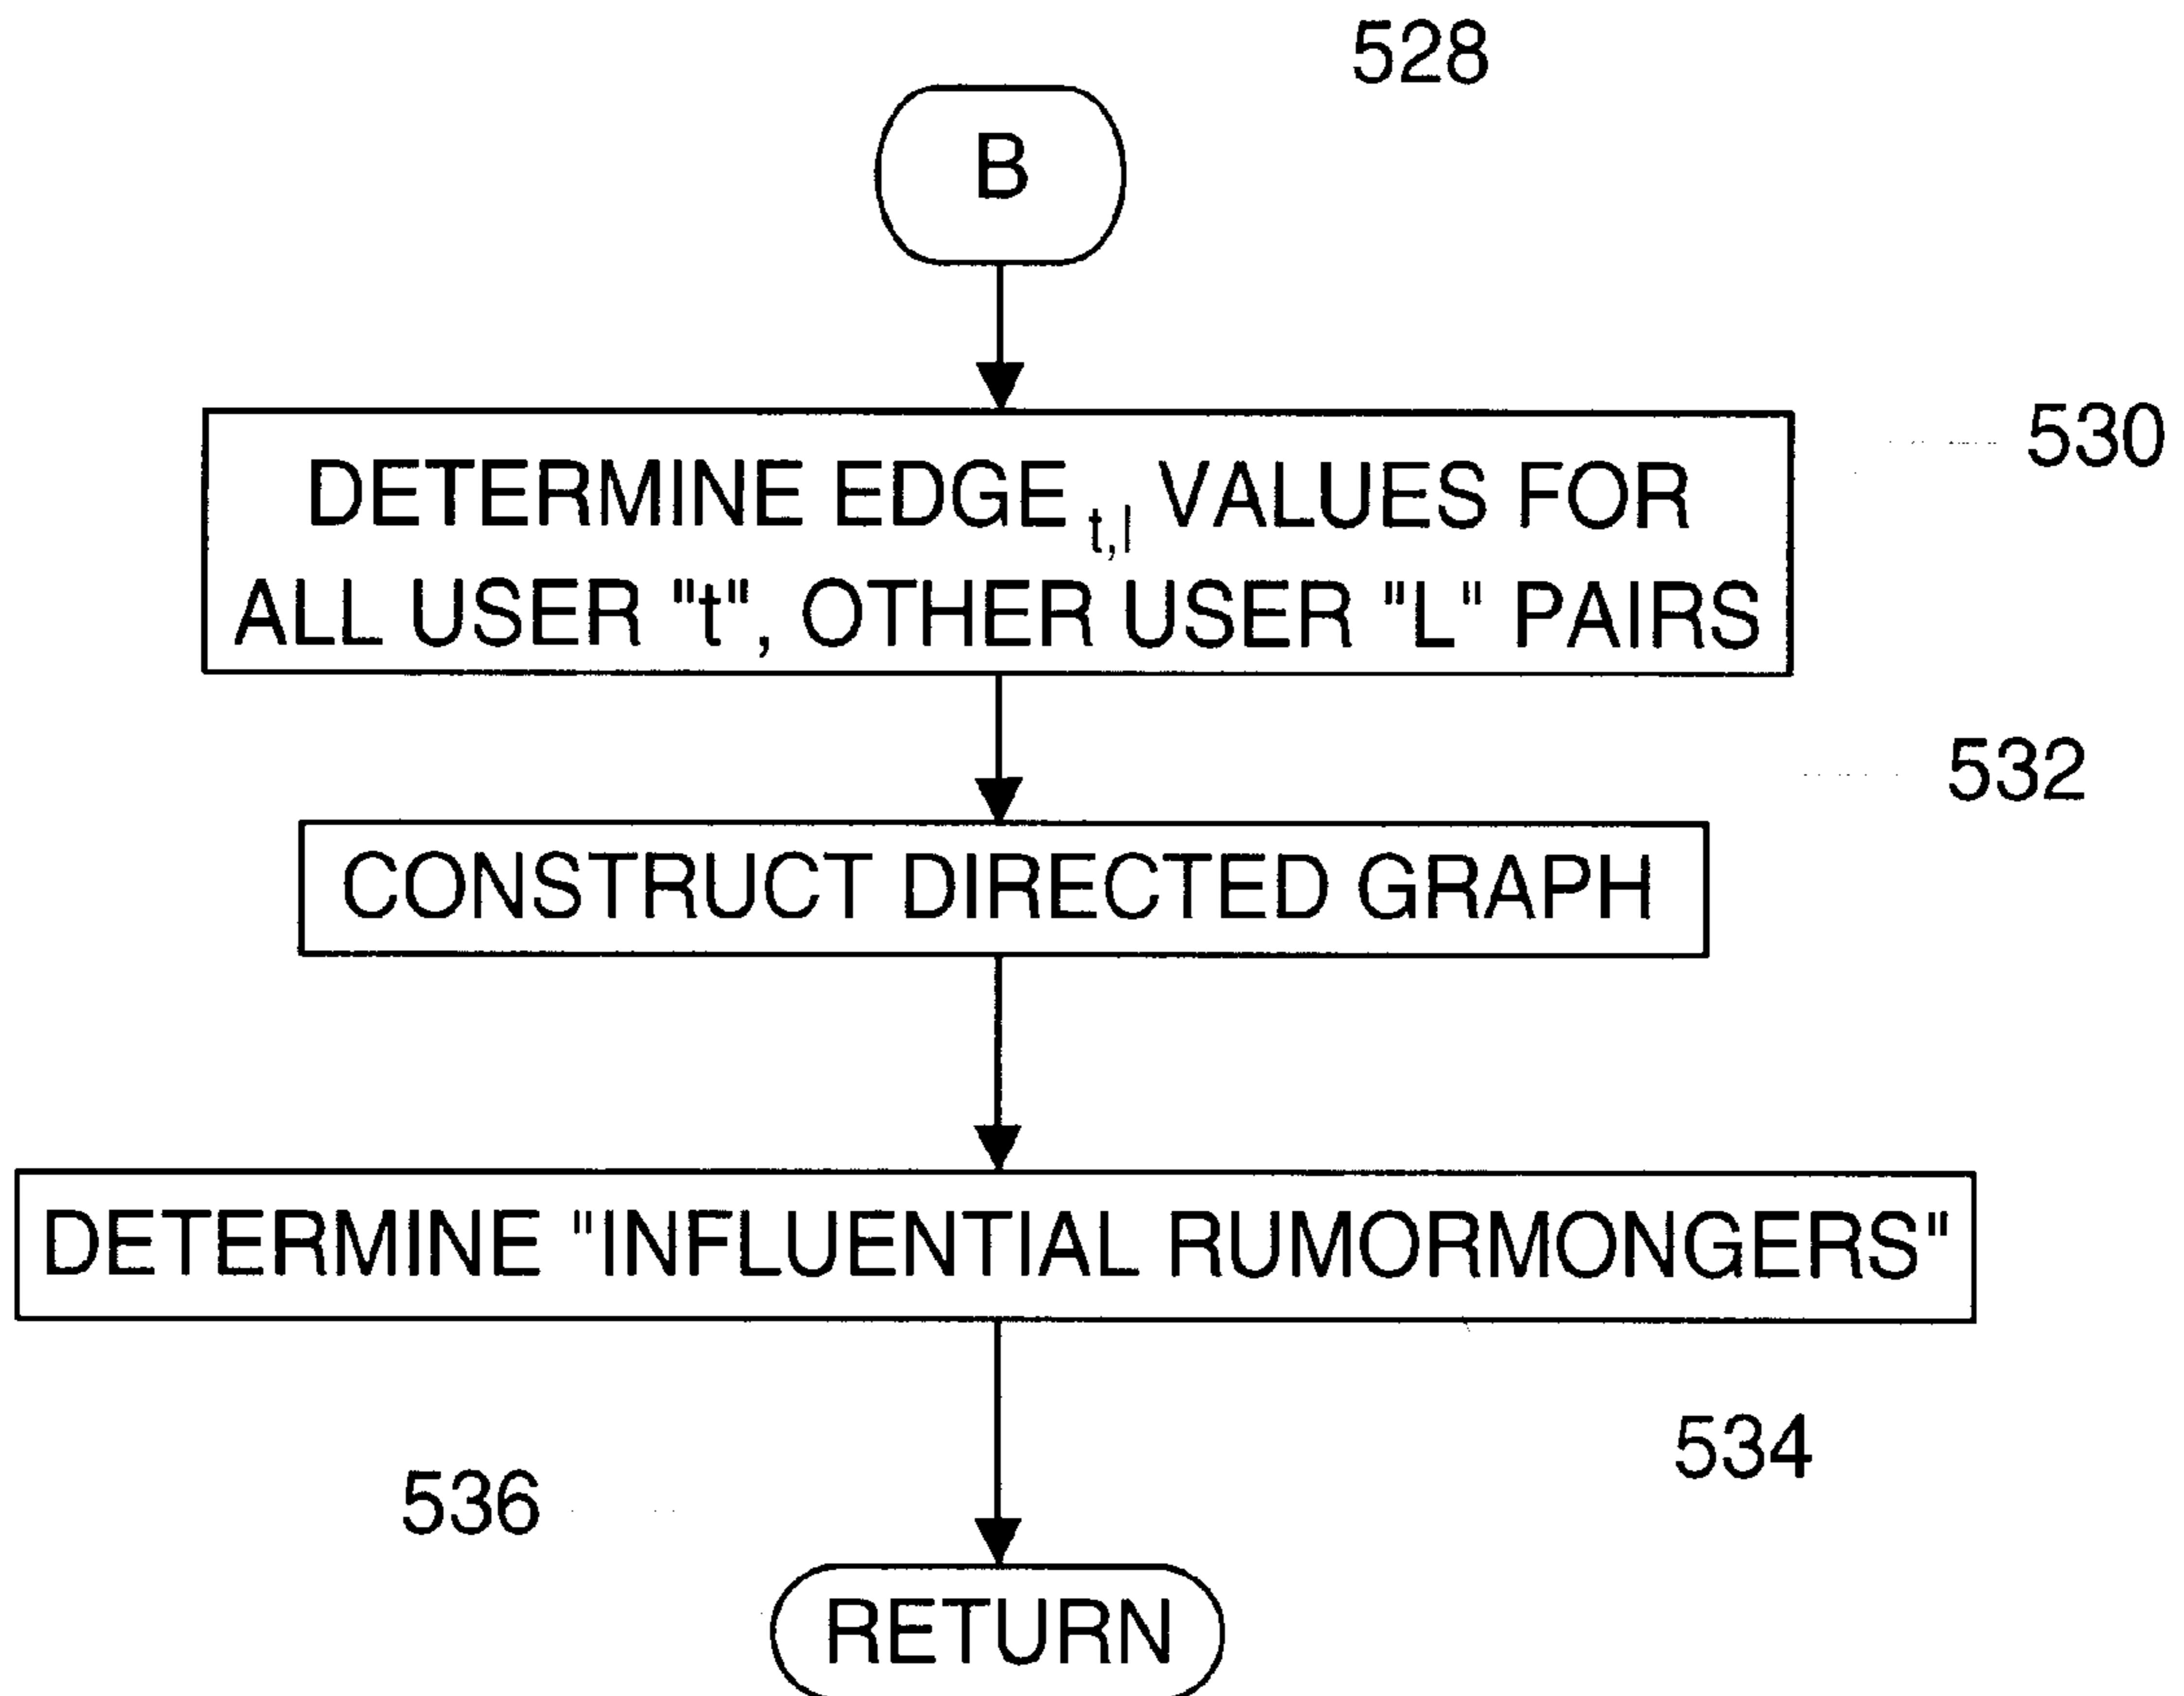 528
B
530
DETERMINE EDGE t,l VALUES FOR
ALL USER "t", OTHER USER "L" PAIRS
532
CONSTRUCT DIRECTED GRAPH
DETERMINE "INFLUENTIAL RUMORMONGERS"
534
536
RETURN